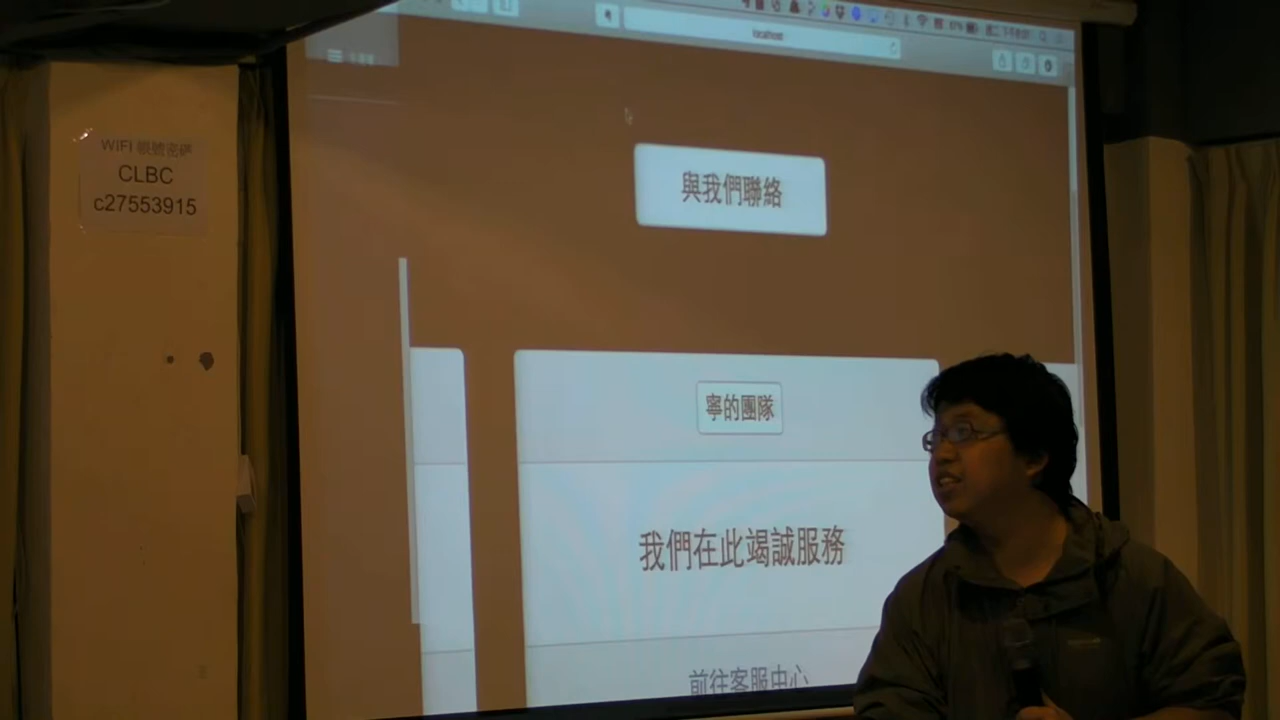 WIFI 帳號密碼
CLBC
c27553915
localhost
與我們聯絡
寧的團隊
我們在此竭誠服務
前往客服中心